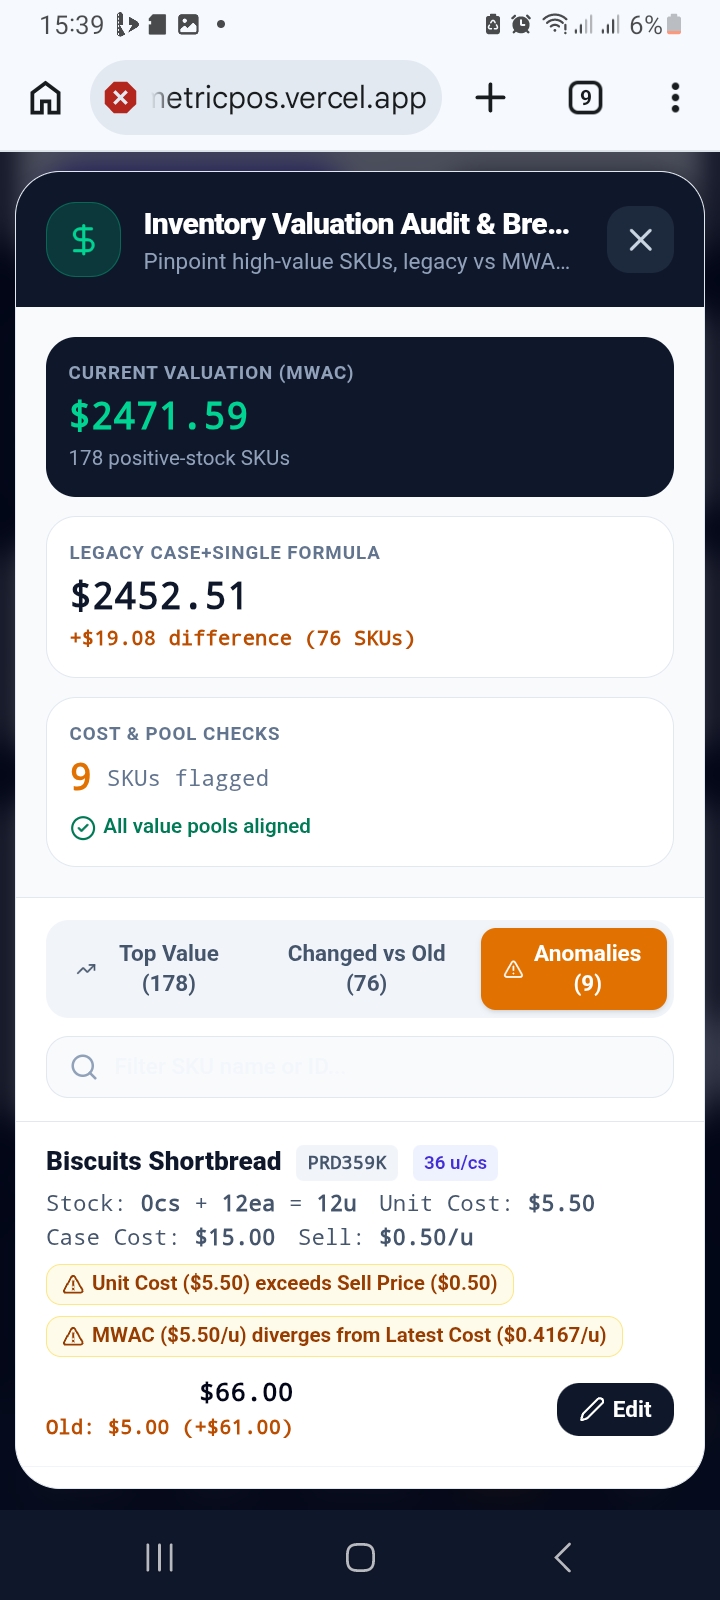 15:39
6%
netricpos.vercel.app
9
Inventory Valuation Audit & Bre...
Pinpoint high-value SKUs, legacy vs MWA...
CURRENT VALUATION (MWAC)
$2471.59
178 positive-stock SKUs
LEGACY CASE+SINGLE FORMULA
$2452.51
+$19.08 difference (76 SKUs)
COST & POOL CHECKS
9 SKUs flagged
All value pools aligned
Top Value
(178)
Changed vs Old
(76)
Anomalies
(9)
Filter SKU name or ID...
Biscuits Shortbread PRD359K 36 u/cs
Stock: 0cs + 12ea = 12u Unit Cost: $5.50
Case Cost: $15.00 Sell: $0.50/u
Unit Cost ($5.50) exceeds Sell Price ($0.50)
MWAC ($5.50/u) diverges from Latest Cost ($0.4167/u)
$66.00
Old: $5.00 (+$61.00)
Edit